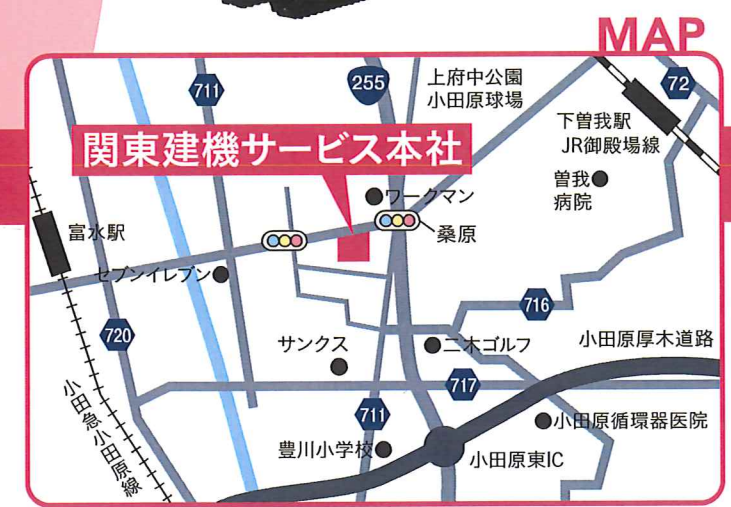 MAP
711
255
上府中公園
小田原球場
72
下曽我駅
JR御殿場線
関東建機サービス本社
曽我
病院
ワークマン
富水駅
桑原
セブンイレブン
716
720
サンクス
二木ゴルフ
小田原厚木道路
小田急小田原線
717
711
小田原循環器医院
豊川小学校
小田原東IC